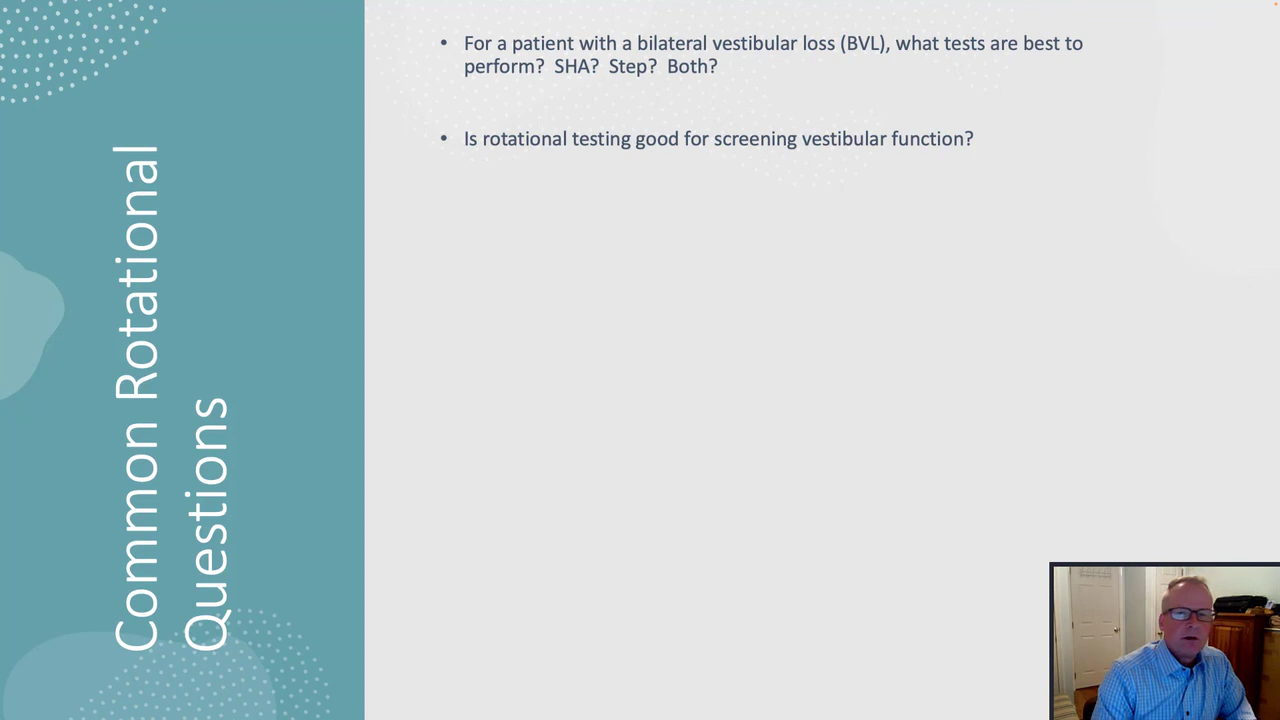 Common Rotational
Questions
• For a patient with a bilateral vestibular loss (BVL), what tests are best to
perform?  SHA?  Step?  Both?
• Is rotational testing good for screening vestibular function?